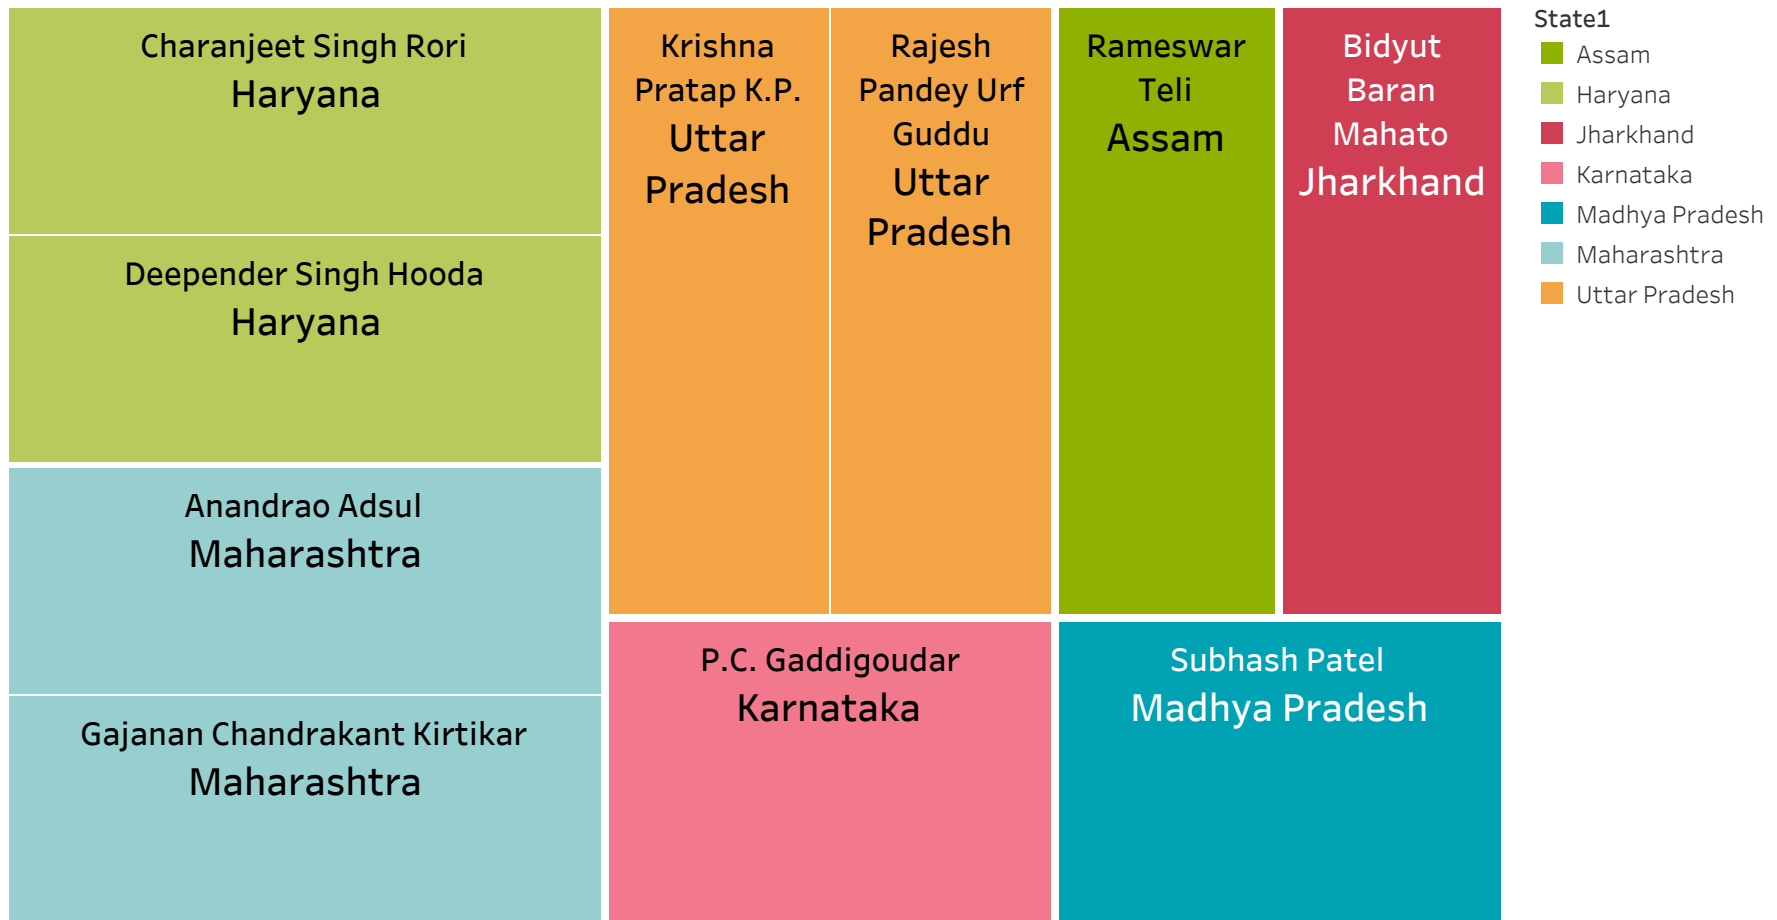 Charanjeet Singh Rori
Haryana
Deepender Singh Hooda
Haryana
Anandrao Adsul
Maharashtra
Gajanan Chandrakant Kirtikar
Maharashtra
Krishna
Pratap K.P.
Uttar
Pradesh
Rajesh
Pandey Urf
Guddu
Uttar
Pradesh
Rameswar
Teli
Assam
Bidyut
Baran
Mahato
Jharkhand
P.C. Gaddigoudar
Karnataka
Subhash Patel
Madhya Pradesh
State1
Assam
Haryana
Jharkhand
Karnataka
Madhya Pradesh
Maharashtra
Uttar Pradesh